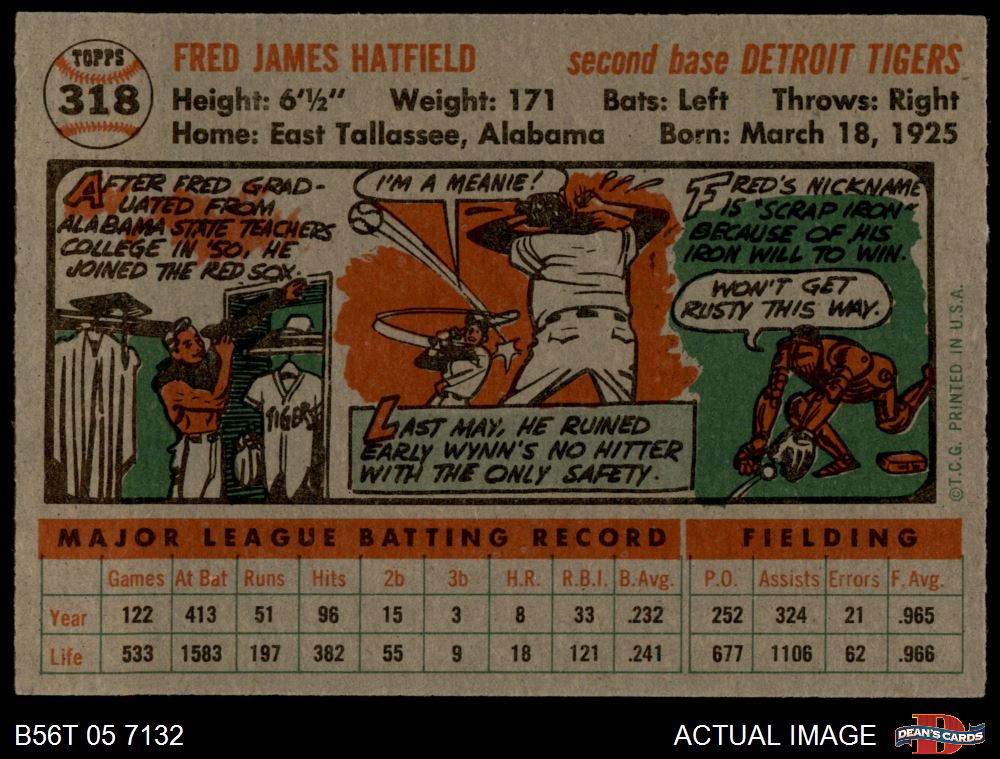 TOPPS
318
FRED JAMES HATFIELD second base DETROIT TIGERS
Height: 6'½" Weight: 171 Bats: Left Throws: Right
Home: East Tallassee, Alabama Born: March 18, 1925
AFTER FRED GRAD-
UATED FROM
ALABAMA STATE TEACHERS
COLLEGE IN '50, HE
JOINED THE RED SOX.
TIGERS
I'M A MEANIE!
LAST MAY, HE RUINED
EARLY WYNN'S NO HITTER
WITH THE ONLY SAFETY.
FRED'S NICKNAME
IS "SCRAP IRON"
BECAUSE OF HIS
IRON WILL TO WIN.
WON'T GET
RUSTY THIS WAY.
©T.C.G. PRINTED IN U.S.A.
MAJOR LEAGUE BATTING RECORD FIELDING
Games At Bat Runs Hits 2b 3b H.R. R.B.I. B.Avg. P.O. Assists Errors F. Avg.
Year 122 413 51 96 15 3 8 33 .232 252 324 21 .965
Life 533 1583 197 382 55 9 18 121 .241 677 1106 62 .966
B56T 05 7132 ACTUAL IMAGE DEAN'S CARDS